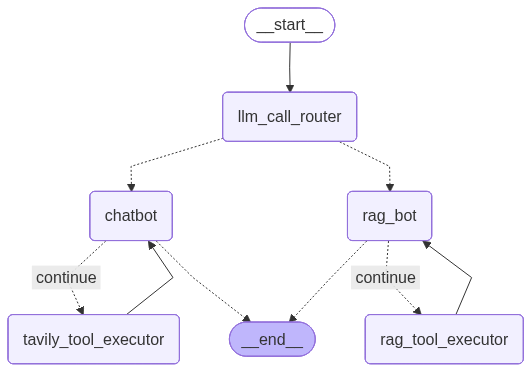 __start__
llm_call_router
chatbot
rag_bot
continue
continue
tavily_tool_executor
__end__
rag_tool_executor